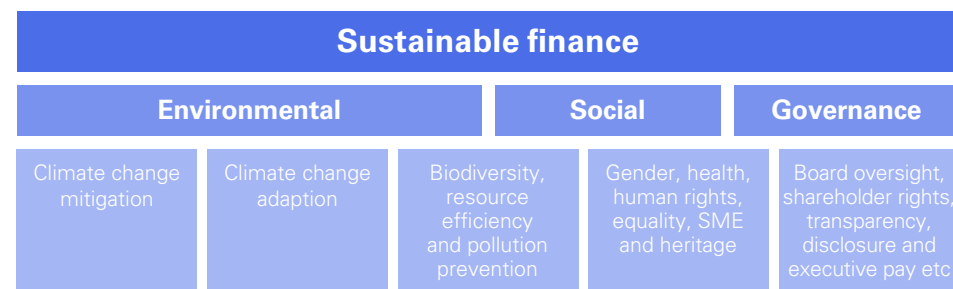 Sustainable finance
Environmental
Social
Governance
Climate change
mitigation
Climate change
adaption
Biodiversity,
resource
efficiency
and pollution
prevention
Gender, health,
human rights,
equality, SME
and heritage
Board oversight,
shareholder rights,
transparency,
disclosure and
executive pay etc